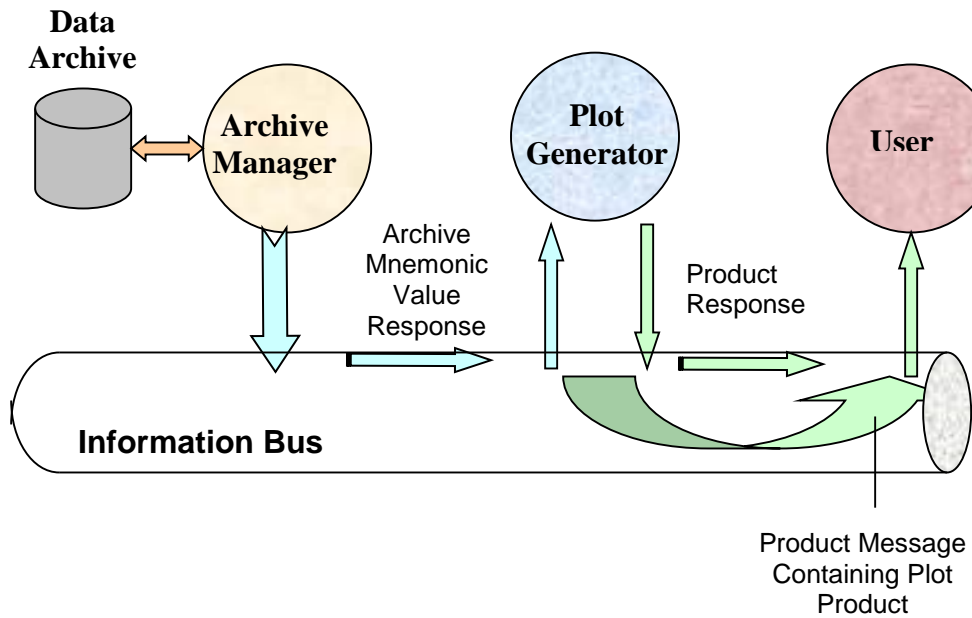 Data
Archive
Archive
Manager
Plot
Generator
User
Archive
Mnemonic
Value
Response
Product
Response
Information Bus
Product Message
Containing Plot
Product